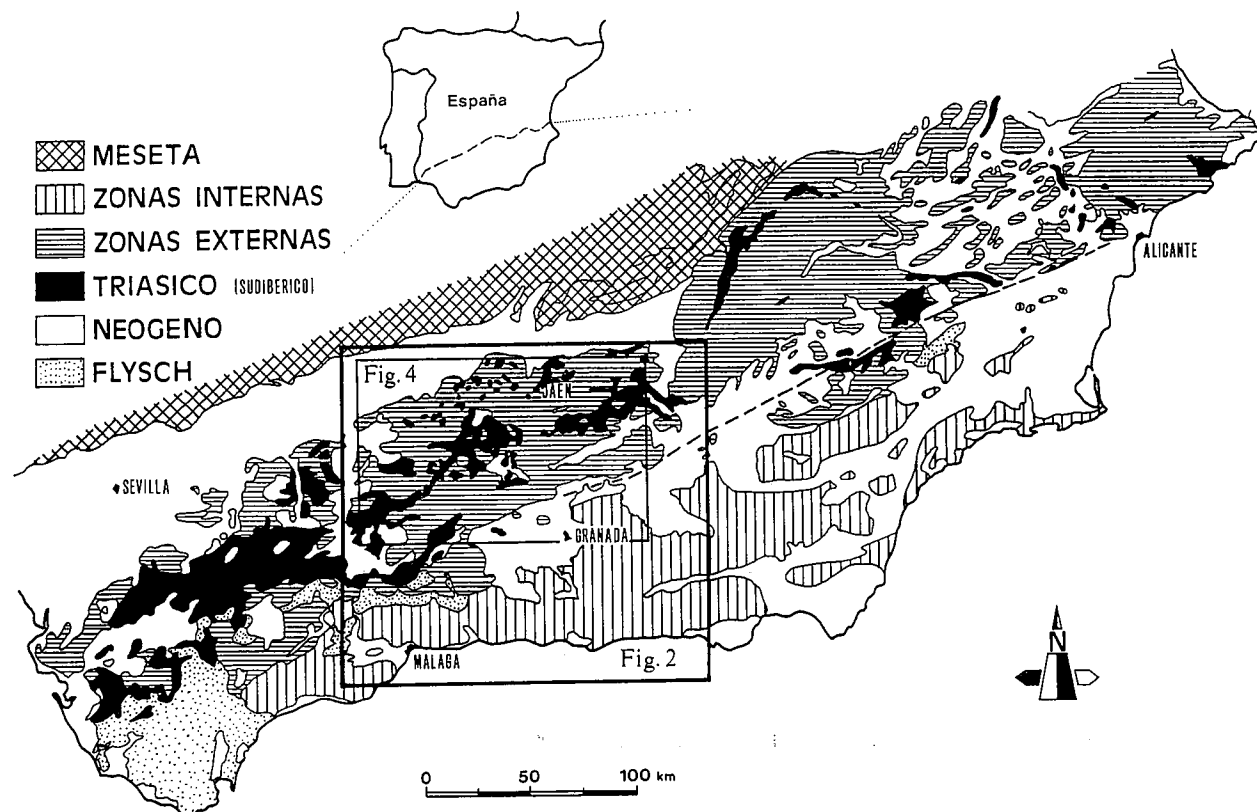 España
MESETA
ZONAS INTERNAS
ZONAS EXTERNAS
TRIASICO (SUDIBERICO)
NEOGENO
FLYSCH
ALICANTE
Fig. 4
JAEN
SEVILLA
GRANADA
MALAGA
Fig. 2
N
0 50 100 km